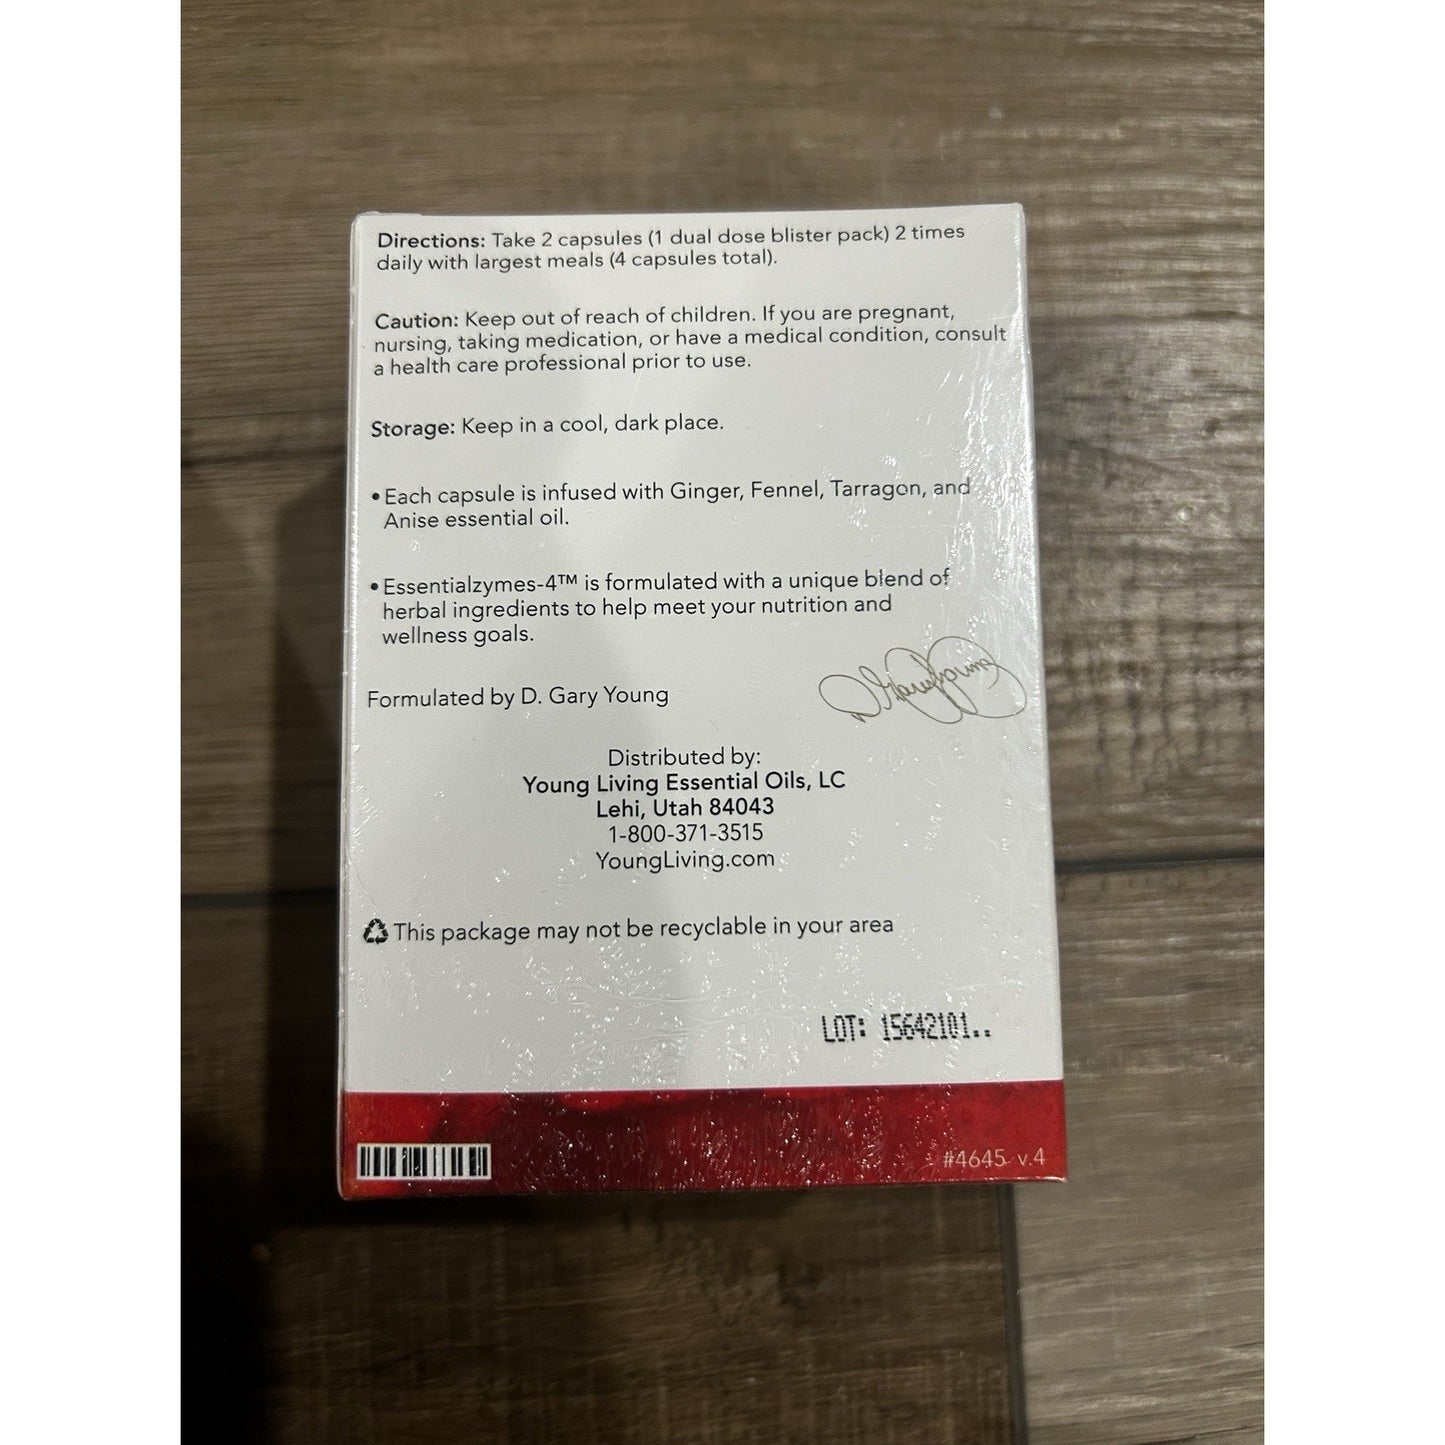 Directions: Take 2 capsules (1 dual dose blister pack) 2 times
daily with largest meals (4 capsules total).
Caution: Keep out of reach of children. If you are pregnant,
nursing, taking medication, or have a medical condition, consult
a health care professional prior to use.
Storage: Keep in a cool, dark place.
• Each capsule is infused with Ginger, Fennel, Tarragon, and
Anise essential oil.
• Essentialzymes-4™ is formulated with a unique blend of
herbal ingredients to help meet your nutrition and
wellness goals.
Formulated by D. Gary Young
D. Gary Young
Distributed by:
Young Living Essential Oils, LC
Lehi, Utah 84043
1-800-371-3515
YoungLiving.com
This package may not be recyclable in your area
LOT: 15642101..
#4645 v.4